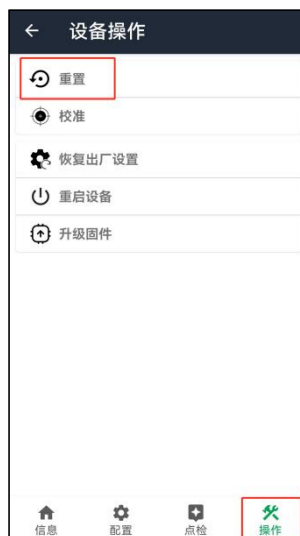 设备操作
重置
校准
恢复出厂设置
重启设备
升级固件
信息 配置 点检 操作